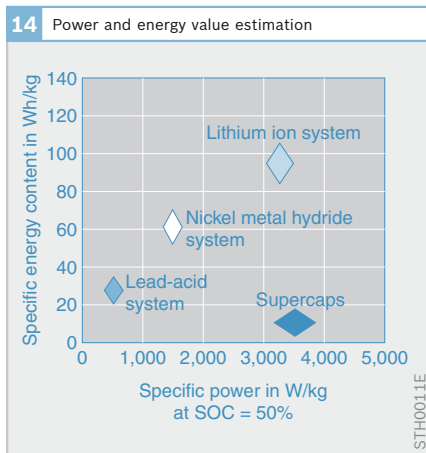 14 Power and energy value estimation
Specific energy content in Wh/kg
140
120
100
80
60
40
20
0
Lithium ion system
Nickel metal hydride
system
Lead-acid
system
Supercaps
0 1,000 2,000 3,000 4,000 5,000
Specific power in W/kg
at SOC = 50%
STH0011E